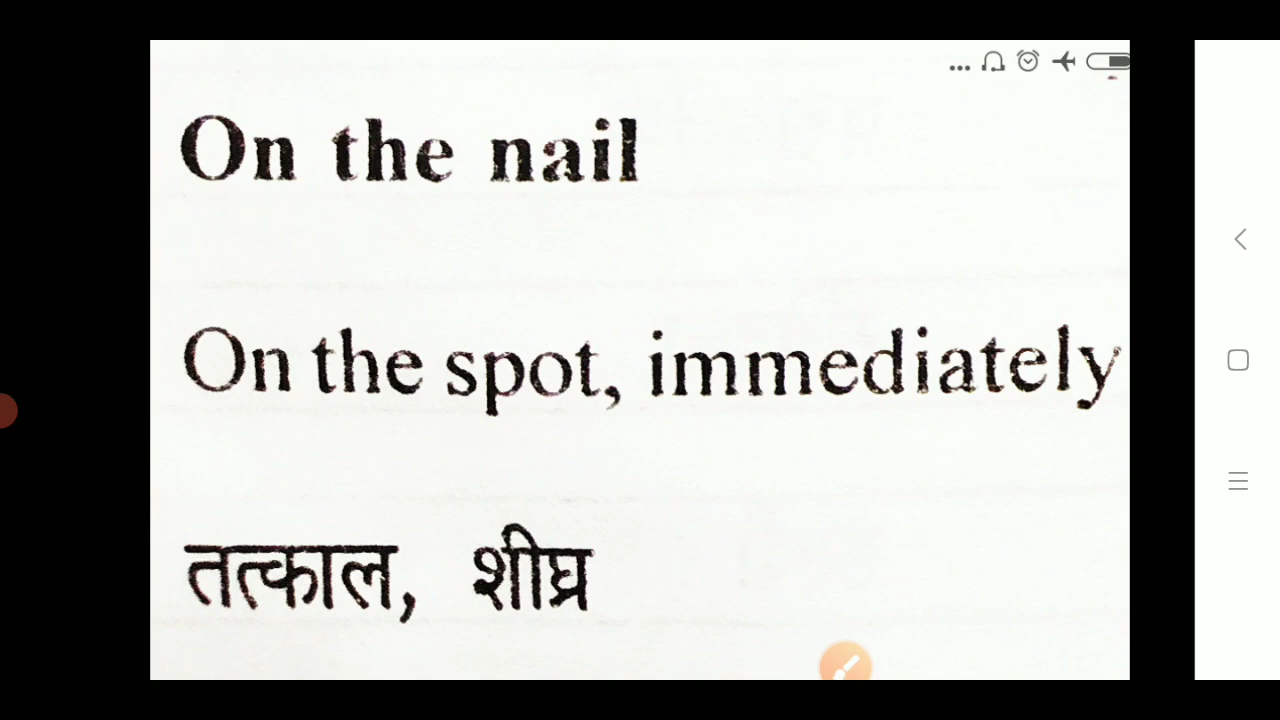 On the nail
On the spot, immediately
तत्काल, शीघ्र